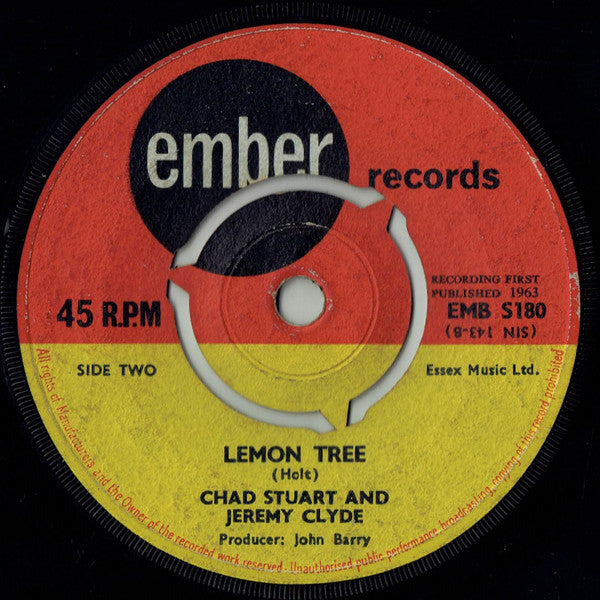 ember records
RECORDING FIRST
PUBLISHED 1963
45 R.P.M
EMB S180
(SIN 143-B)
SIDE TWO
Essex Music Ltd.
LEMON TREE
(Holt)
CHAD STUART AND
JEREMY CLYDE
Producer: John Barry
All rights of Manufacturers and the Owner of the recorded work reserved. Unauthorised public performance, broadcasting, copying of this record prohibited